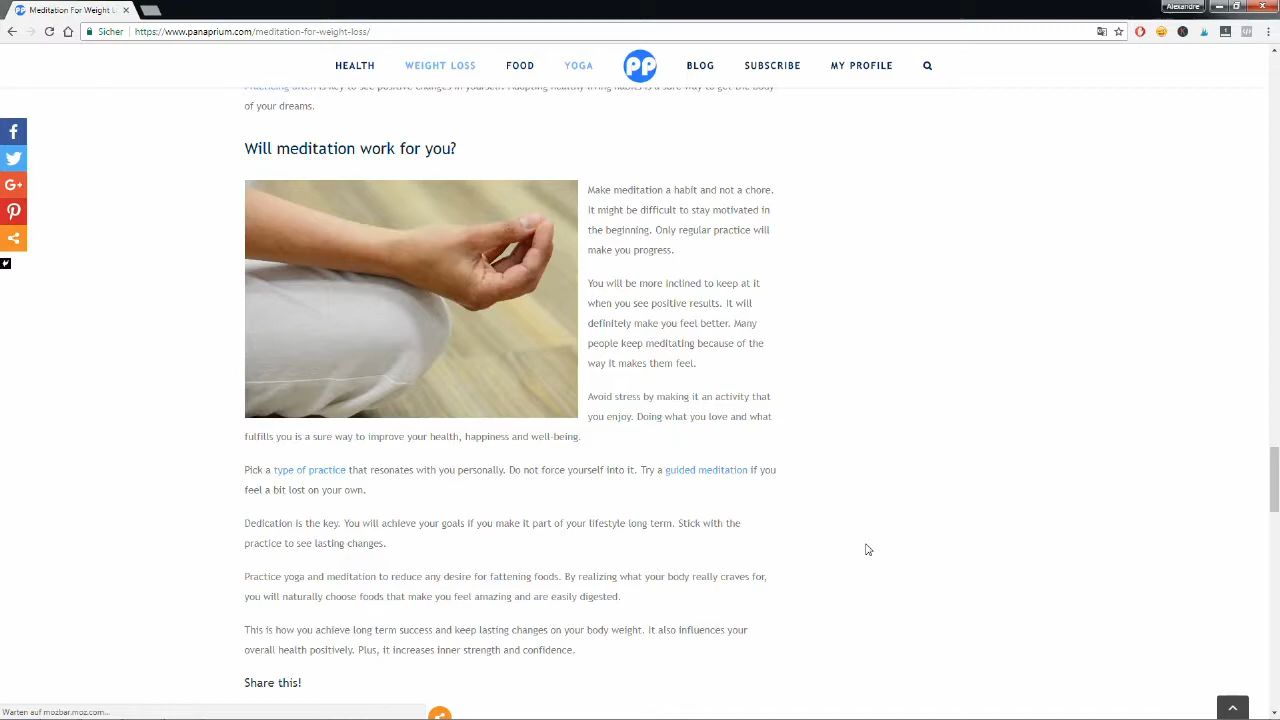 Alexandre
Meditation For Weight L
Sicher
https://www.panaprium.com/meditation-for-weight-loss/
HEALTH
WEIGHT LOSS
FOOD
YOGA
PP
BLOG
SUBSCRIBE
MY PROFILE
of your dreams.
Will meditation work for you?
Make meditation a habit and not a chore.
It might be difficult to stay motivated in
the beginning. Only regular practice will
make you progress.
You will be more inclined to keep at it
when you see positive results. It will
definitely make you feel better. Many
people keep meditating because of the
way it makes them feel.
Avoid stress by making it an activity that
you enjoy. Doing what you love and what
fulfills you is a sure way to improve your health, happiness and well-being.
Pick a type of practice that resonates with you personally. Do not force yourself into it. Try a guided meditation if you
feel a bit lost on your own.
Dedication is the key. You will achieve your goals if you make it part of your lifestyle long term. Stick with the
practice to see lasting changes.
Practice yoga and meditation to reduce any desire for fattening foods. By realizing what your body really craves for,
you will naturally choose foods that make you feel amazing and are easily digested.
This is how you achieve long term success and keep lasting changes on your body weight. It also influences your
overall health positively. Plus, it increases inner strength and confidence.
Share this!
Warten auf mozbar.moz.com...